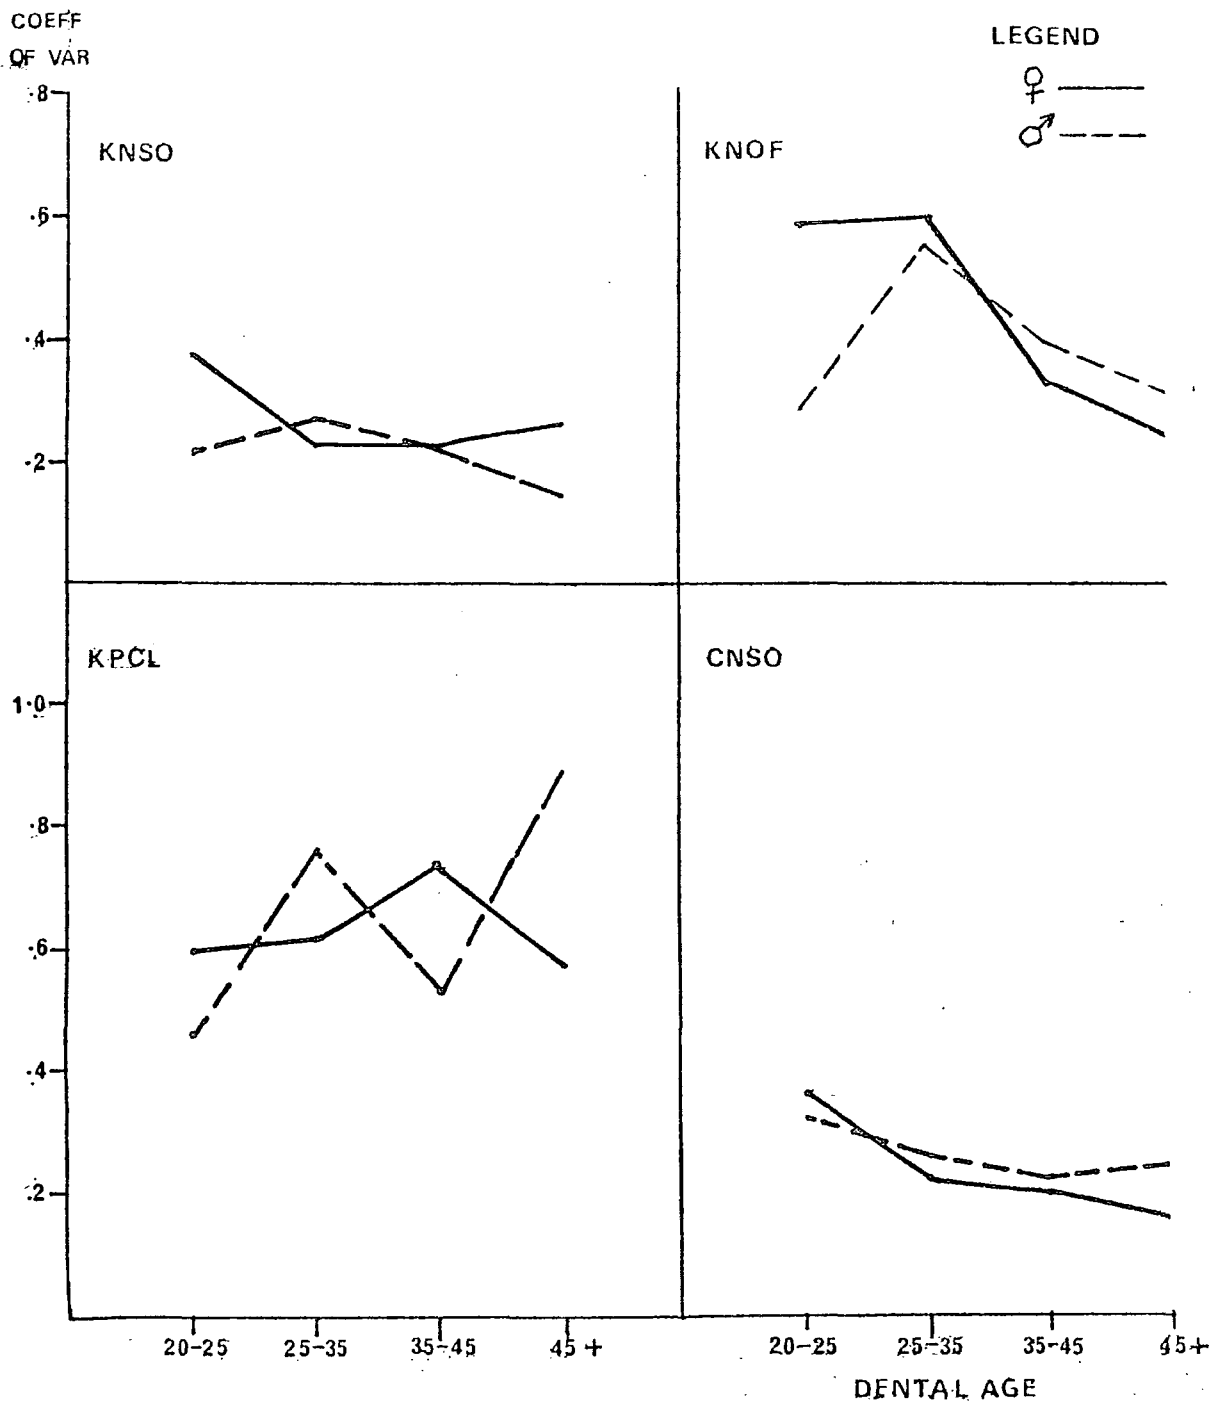 COEFF
OF VAR
LEGEND
♀
♂
KNSO
KNOF
·8
·6
·4
·2
KPCL
CNSO
1·0
·8
·6
·4
·2
20-25 25-35 35-45 45+
20-25 25-35 35-45 45+
DENTAL AGE